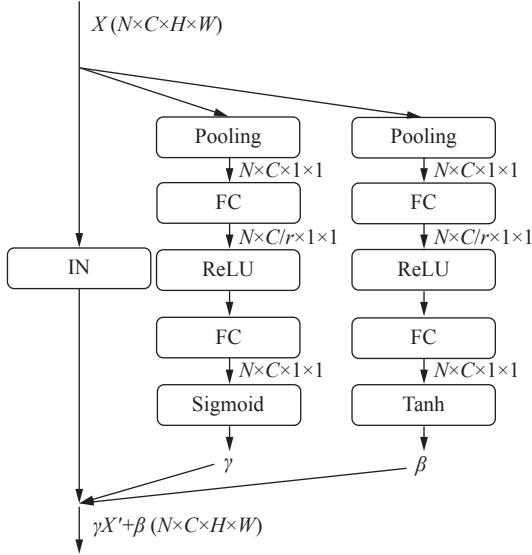 X (N×C×H×W)
Pooling
Pooling
N×C×1×1
N×C×1×1
FC
FC
N×C/r×1×1
N×C/r×1×1
IN
ReLU
ReLU
FC
FC
N×C×1×1
N×C×1×1
Sigmoid
Tanh
γ
β
γX′+β (N×C×H×W)